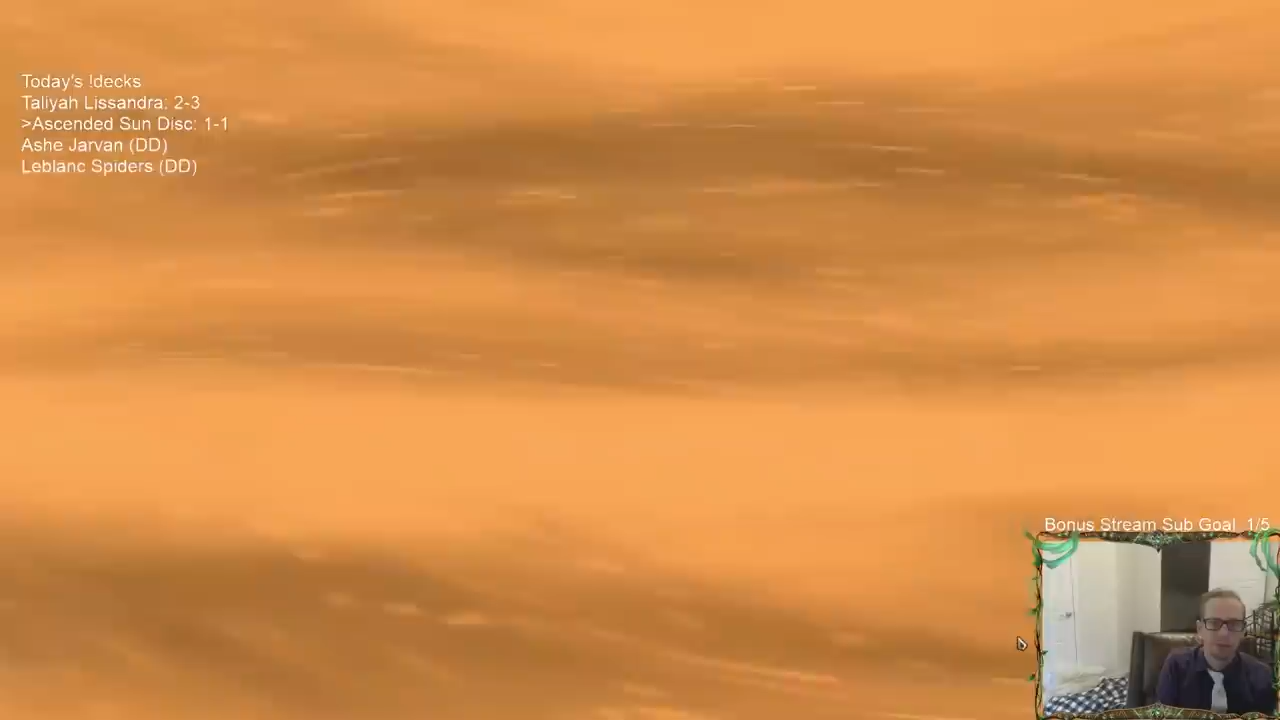 Today's !decks
Taliyah Lissandra: 2-3
>Ascended Sun Disc: 1-1
Ashe Jarvan (DD)
Leblanc Spiders (DD)
Bonus Stream Sub Goal 1/5